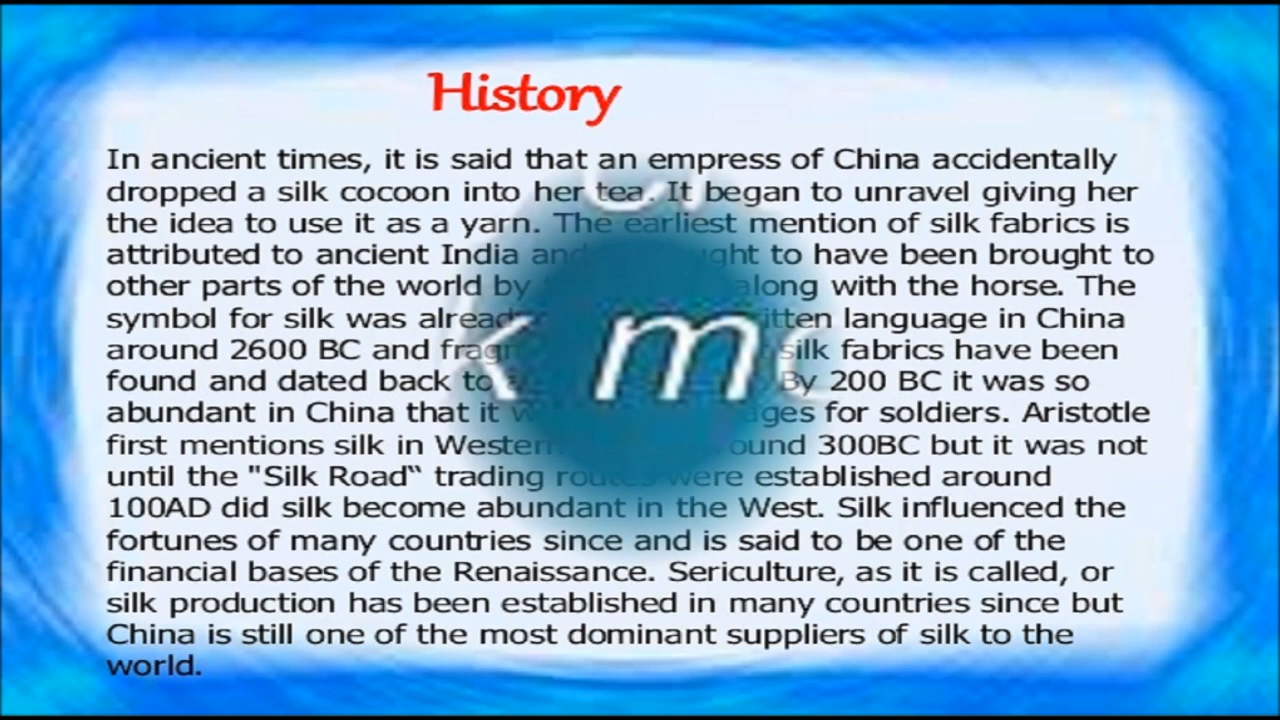 History
In ancient times, it is said that an empress of China accidentally
dropped a silk cocoon into her tea. It began to unravel giving her
the idea to use it as a yarn. The earliest mention of silk fabrics is
attributed to ancient India and to have been brought to
other parts of the world by along with the horse. The
symbol for silk was already language in China
around 2600 BC and silk fabrics have been
found and dated back to By 200 BC it was so
abundant in China that it for soldiers. Aristotle
first mentions silk in Western 300BC but it was not
until the "Silk Road“ trading routes were established around
100AD did silk become abundant in the West. Silk influenced the
fortunes of many countries since and is said to be one of the
financial bases of the Renaissance. Sericulture, as it is called, or
silk production has been established in many countries since but
China is still one of the most dominant suppliers of silk to the
world.